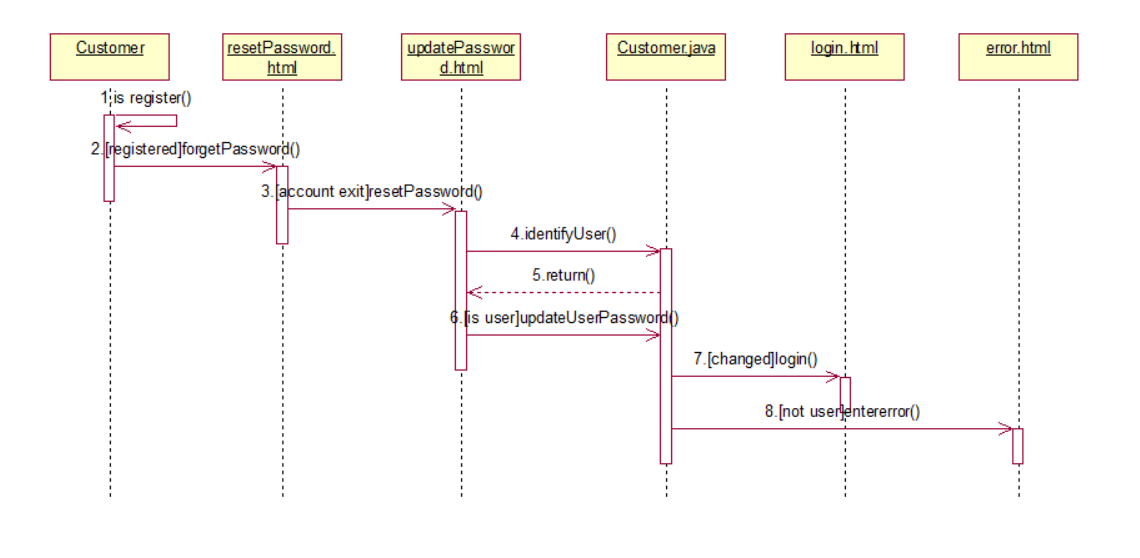 Customer
resetPassword.
html
updatePasswor
d.html
Customer.java
login.html
error.html
1.is register()
2.[registered]forgetPassword()
3.[account exit]resetPassword()
4.identifyUser()
5.return()
6.[is user]updateUserPassword()
7.[changed]login()
8.[not user]entererror()